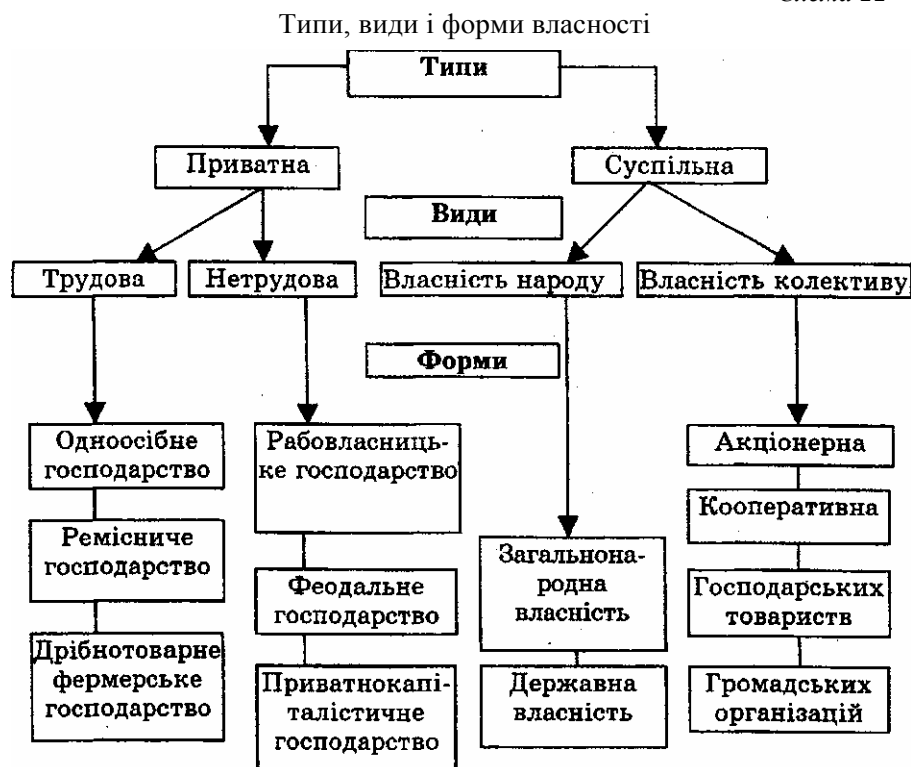 Типи, види і форми власності
Типи
Приватна
Суспільна
Види
Трудова
Нетрудова
Власність народу
Власність колективу
Форми
Одноосібне
господарство
Ремісниче
господарство
Дрібнотоварне
фермерське
господарство
Рабовласниць-
ке господарство
Феодальне
господарство
Приватнокапі-
талістичне
господарство
Загальнона-
родна
власність
Державна
власність
Акціонерна
Кооперативна
Господарських
товариств
Громадських
організацій